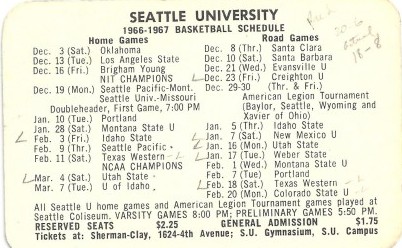 SEATTLE UNIVERSITY
1966-1967 BASKETBALL SCHEDULE
Home Games
Dec. 3 (Sat.) Oklahoma
Dec. 13 (Tue.) Los Angeles State
Dec. 16 (Fri.) Brigham Young
NIT CHAMPIONS
Dec. 19 (Mon.) Seattle Pacific-Mont.
Seattle Univ.-Missouri
Doubleheader, First Game, 7:00 PM
Jan. 10 (Tue.) Portland
Jan. 28 (Sat.) Montana State U
Feb. 3 (Fri.) Idaho State
Feb. 9 (Thr.) Seattle Pacific
Feb. 11 (Sat.) Texas Western
NCAA CHAMPIONS
Mar. 4 (Sat.) Utah State
Mar. 7 (Tue.) U of Idaho
Road Games
Dec. 8 (Thr.) Santa Clara
Dec. 10 (Sat.) Santa Barbara
Dec. 21 (Wed.) Evansville U
Dec. 23 (Fri.) Creighton U
Dec. 29-30 (Thr. & Fri.)
American Legion Tournament
(Baylor, Seattle, Wyoming and
Xavier of Ohio)
Jan. 5 (Thr.) Idaho State
Jan. 7 (Sat.) New Mexico U
Jan. 16 (Mon.) Utah State
Jan. 17 (Tue.) Weber State
Feb. 1 (Wed.) Montana State
Feb. 7 (Tue.) Portland
Feb. 18 (Sat.) Texas Western
Feb. 20 (Mon.) Colorado State U
All Seattle U home games and American Legion Tournament games played at
Seattle Coliseum. VARSITY GAMES 8:00 PM; PRELIMINARY GAMES 5:50 PM.
RESERVED SEATS $2.25 GENERAL ADMISSION $1.75
Tickets at: Sherman-Clay, 1624-4th Avenue; S.U. Gymnasium, S.U. Campus
20-6
18-8